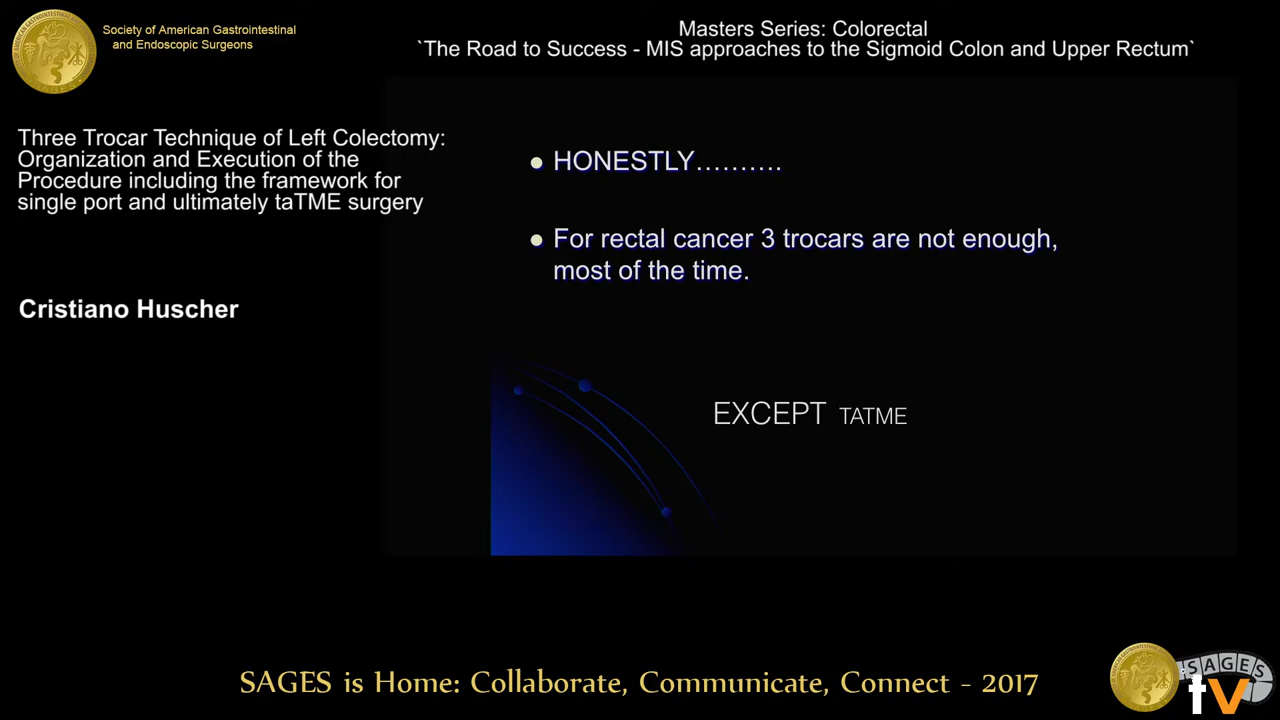 Society of American Gastrointestinal
and Endoscopic Surgeons
Masters Series: Colorectal
`The Road to Success - MIS approaches to the Sigmoid Colon and Upper Rectum`
Three Trocar Technique of Left Colectomy:
Organization and Execution of the
Procedure including the framework for
single port and ultimately taTME surgery
Cristiano Huscher
● HONESTLY……….
● For rectal cancer 3 trocars are not enough,
most of the time.
EXCEPT TATME
SAGES is Home: Collaborate, Communicate, Connect - 2017
SAGES
tv